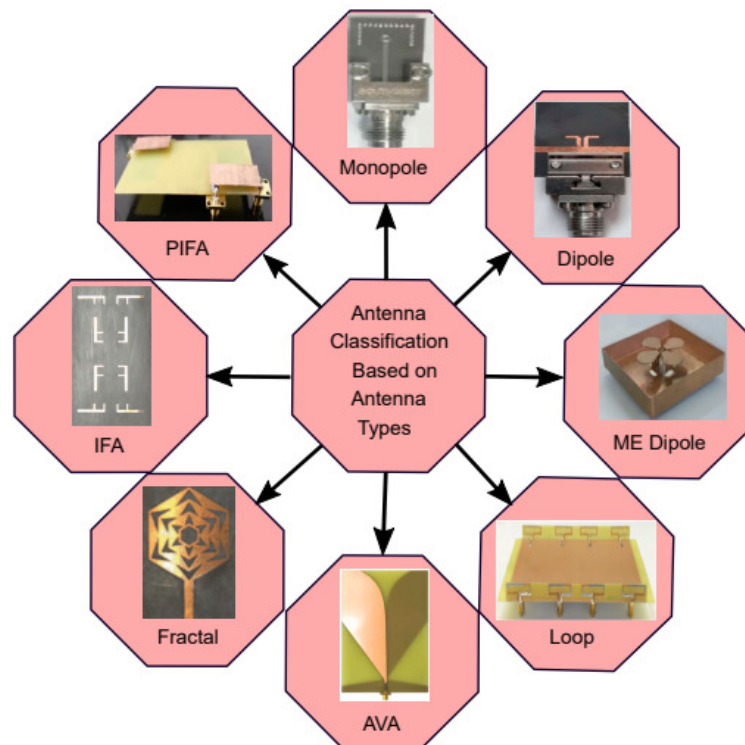 Monopole
Dipole
ME Dipole
Loop
AVA
Fractal
IFA
PIFA
Antenna
Classification
Based on
Antenna
Types